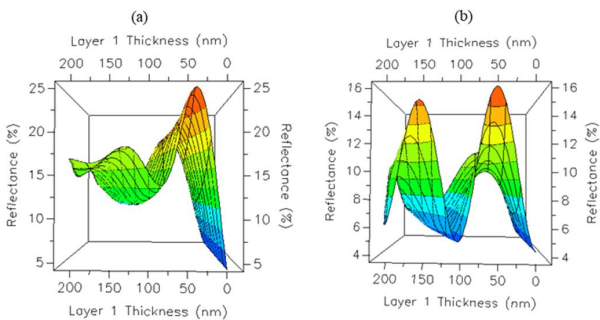 (a)
Layer 1 Thickness (nm)
200 150 100 50 0
25 25
20 20
15 15
10 10
5 5
Reflectance (%)
Reflectance (%)
200 150 100 50 0
Layer 1 Thickness (nm)
(b)
Layer 1 Thickness (nm)
200 150 100 50 0
16 16
14 14
12 12
10 10
8 8
6 6
4 4
Reflectance (%)
Reflectance (%)
200 150 100 50 0
Layer 1 Thickness (nm)